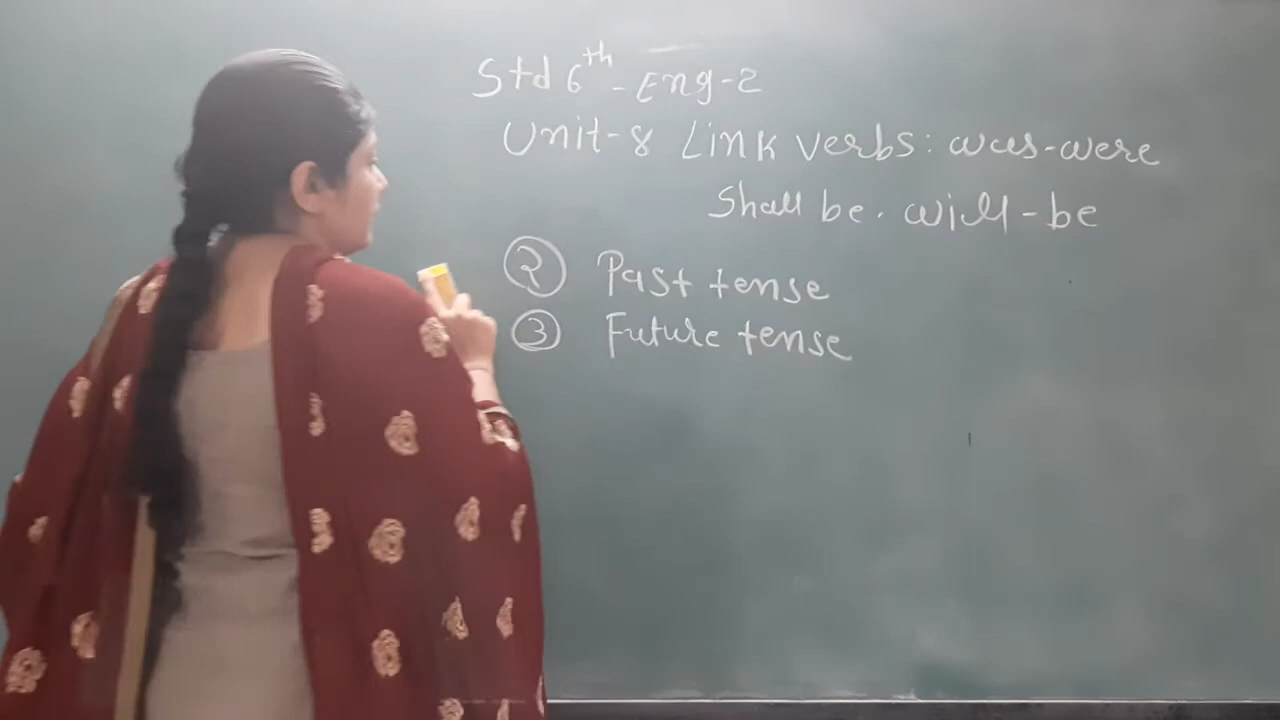 Std 6th - Eng-2
Unit-8 Link verbs: was-were
Shall be. will-be
② Past tense
③ Future tense